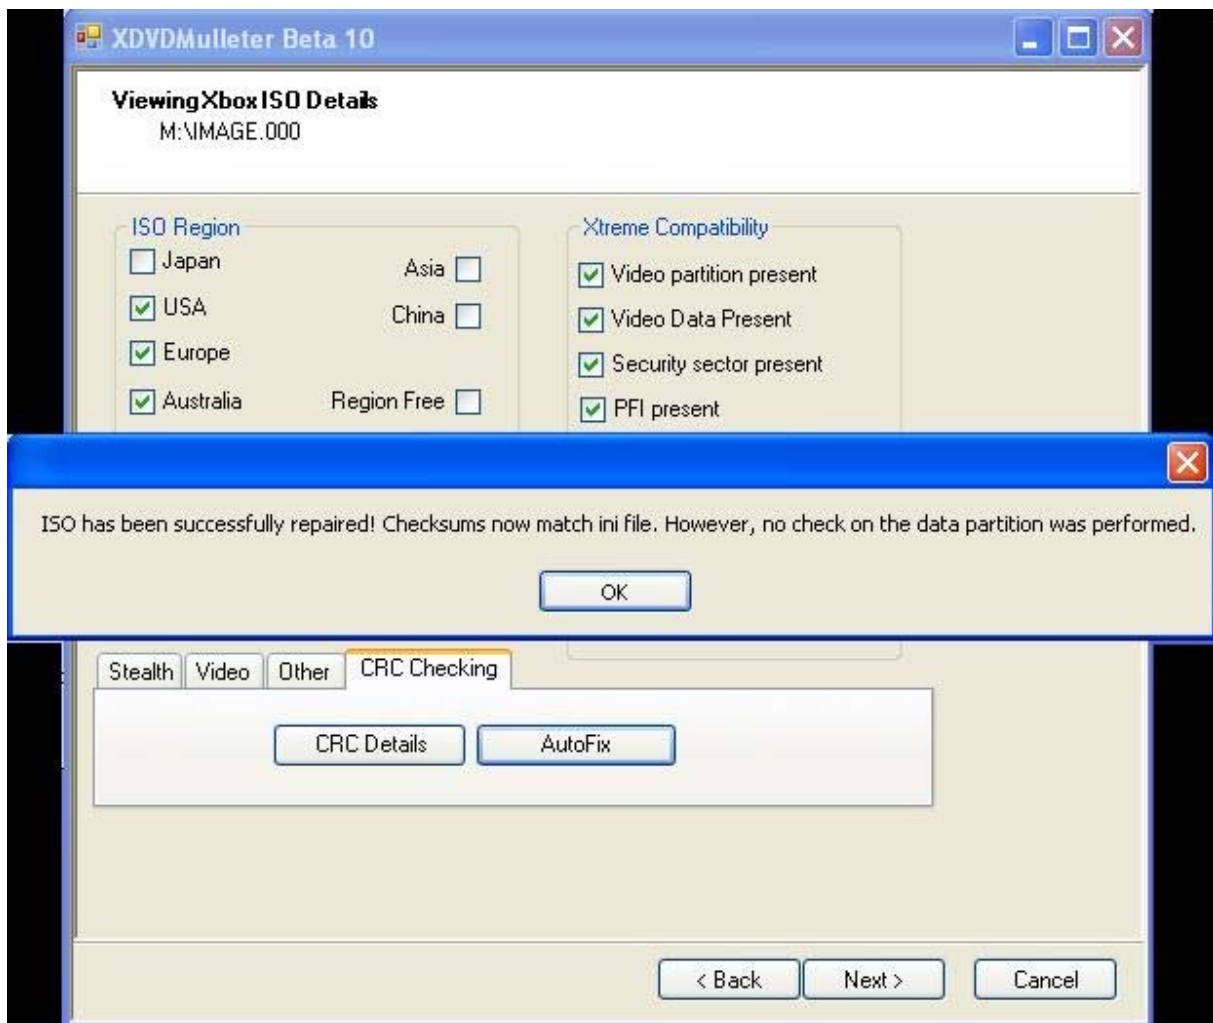 XDVDMulleter Beta 10
Viewing Xbox ISO Details
M:\IMAGE.000
ISO Region
Japan
Asia
USA
China
Europe
Australia
Region Free
Xtreme Compatibility
Video partition present
Video Data Present
Security sector present
PFI present
ISO has been successfully repaired! Checksums now match ini file. However, no check on the data partition was performed.
OK
Stealth
Video
Other
CRC Checking
CRC Details
AutoFix
< Back
Next >
Cancel